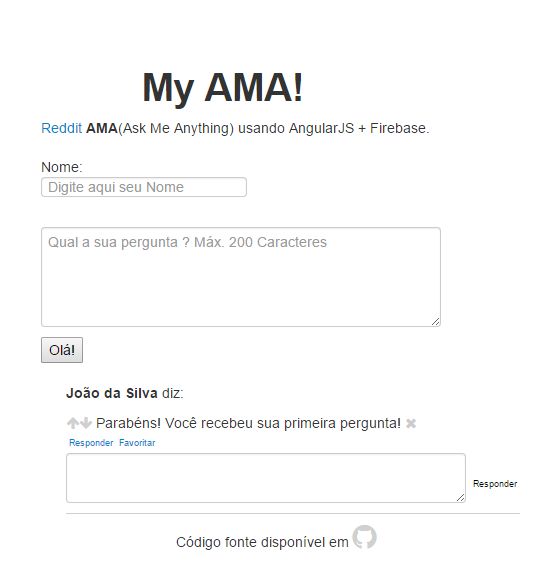 My AMA!
Reddit AMA(Ask Me Anything) usando AngularJS + Firebase.
Nome:
Digite aqui seu Nome
Qual a sua pergunta ? Máx. 200 Caracteres
Olá!
João da Silva diz:
Parabéns! Você recebeu sua primeira pergunta!
Responder Favoritar
Responder
Código fonte disponível em